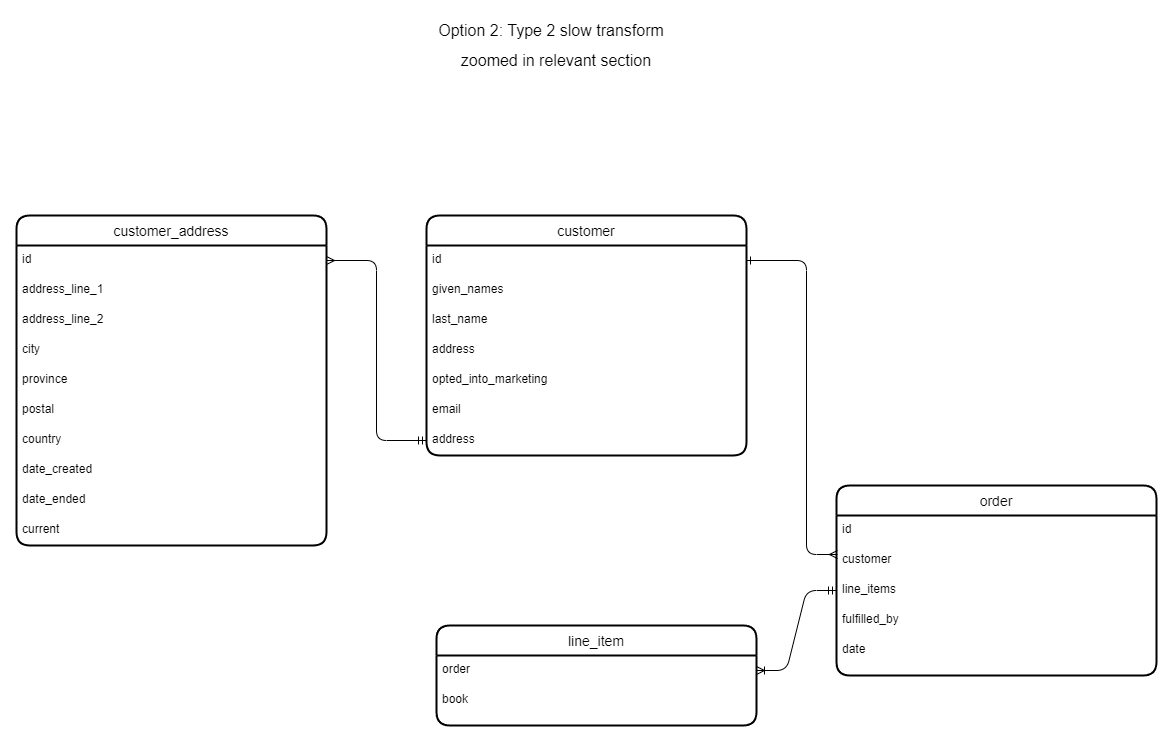 Option 2: Type 2 slow transform
zoomed in relevant section
customer_address
id
address_line_1
address_line_2
city
province
postal
country
date_created
date_ended
current
customer
id
given_names
last_name
address
opted_into_marketing
email
address
order
id
customer
line_items
fulfilled_by
date
line_item
order
book